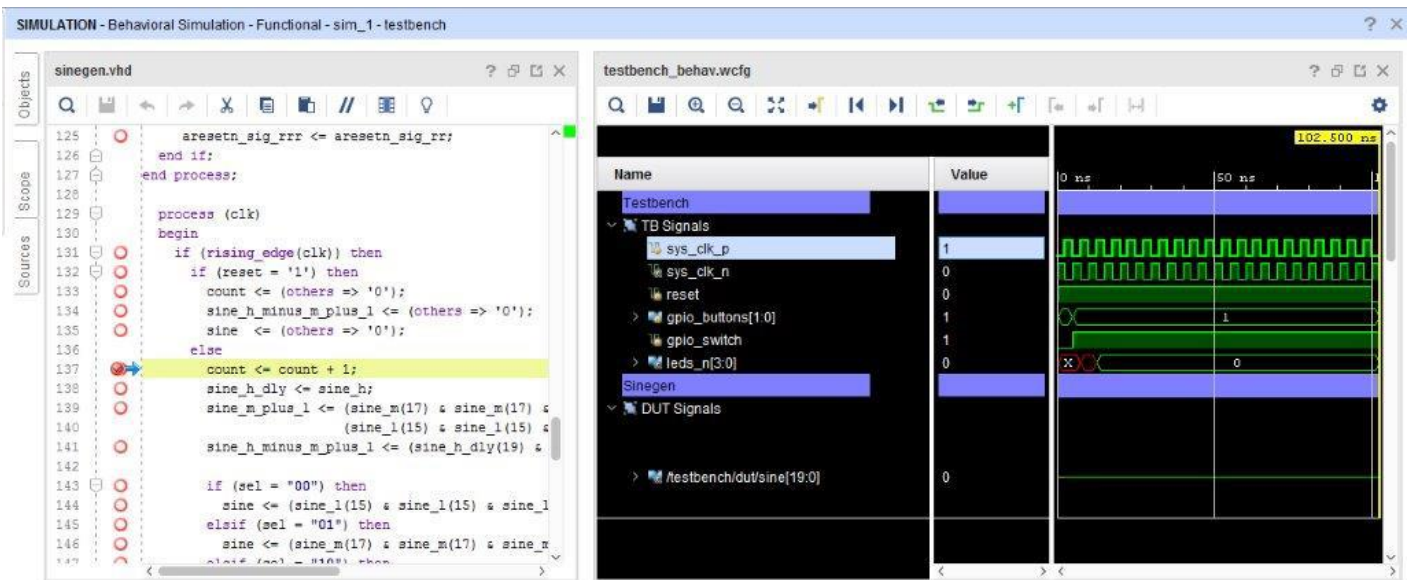 SIMULATION - Behavioral Simulation - Functional - sim_1 - testbench
? ×
Objects
Scope
Sources
sinegen.vhd
?
125 aresetn_sig_rrr <= aresetn_sig_rr;
126 end if;
127 end process;
128
129 process (clk)
130 begin
131 if (rising_edge(clk)) then
132 if (reset = '1') then
133 count <= (others => '0');
134 sine_h_minus_m_plus_l <= (others => '0');
135 sine <= (others => '0');
136 else
137 count <= count + 1;
138 sine_h_dly <= sine_h;
139 sine_m_plus_l <= (sine_m(17) & sine_m(17) &
140 (sine_l(15) & sine_l(15) &
141 sine_h_minus_m_plus_l <= (sine_h_dly(19) &
142
143 if (sel = "00") then
144 sine <= (sine_l(15) & sine_l(15) & sine_l
145 elsif (sel = "01") then
146 sine <= (sine_m(17) & sine_m(17) & sine_m
147 elsif (sel = "10") then
testbench_behav.wcfg
?
102.500 ns
Name Value 0 ns 50 ns 1
Testbench
TB Signals
sys_clk_p 1
sys_clk_n 0
reset 0
gpio_buttons[1:0] 1 1
gpio_switch 1
leds_n[3:0] 0 X 0
Sinegen
DUT Signals
/testbench/dut/sine[19:0] 0